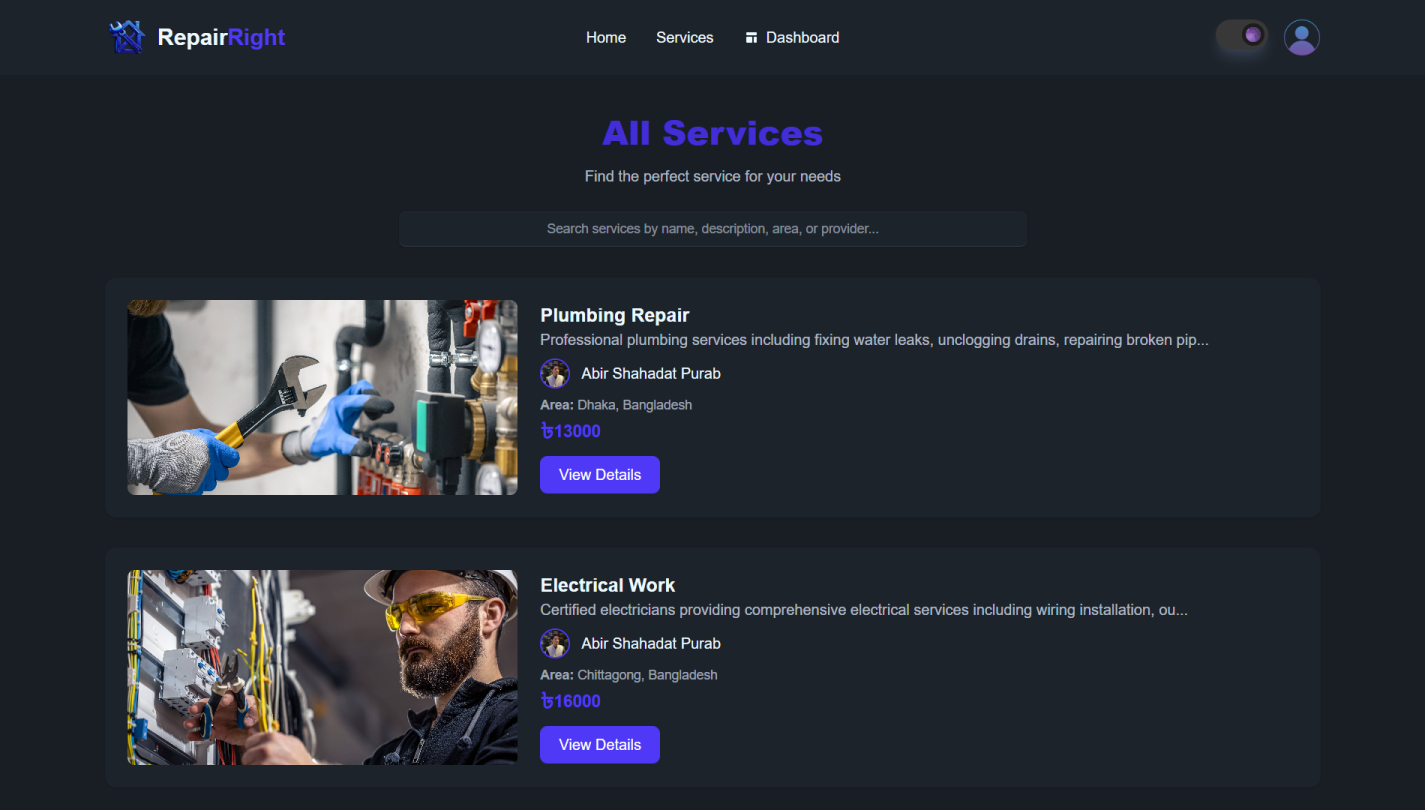 RepairRight
Home
Services
Dashboard
All Services
Find the perfect service for your needs
Search services by name, description, area, or provider...
Plumbing Repair
Professional plumbing services including fixing water leaks, unclogging drains, repairing broken pip...
Abir Shahadat Purab
Area: Dhaka, Bangladesh
৳13000
View Details
Electrical Work
Certified electricians providing comprehensive electrical services including wiring installation, ou...
Abir Shahadat Purab
Area: Chittagong, Bangladesh
৳16000
View Details